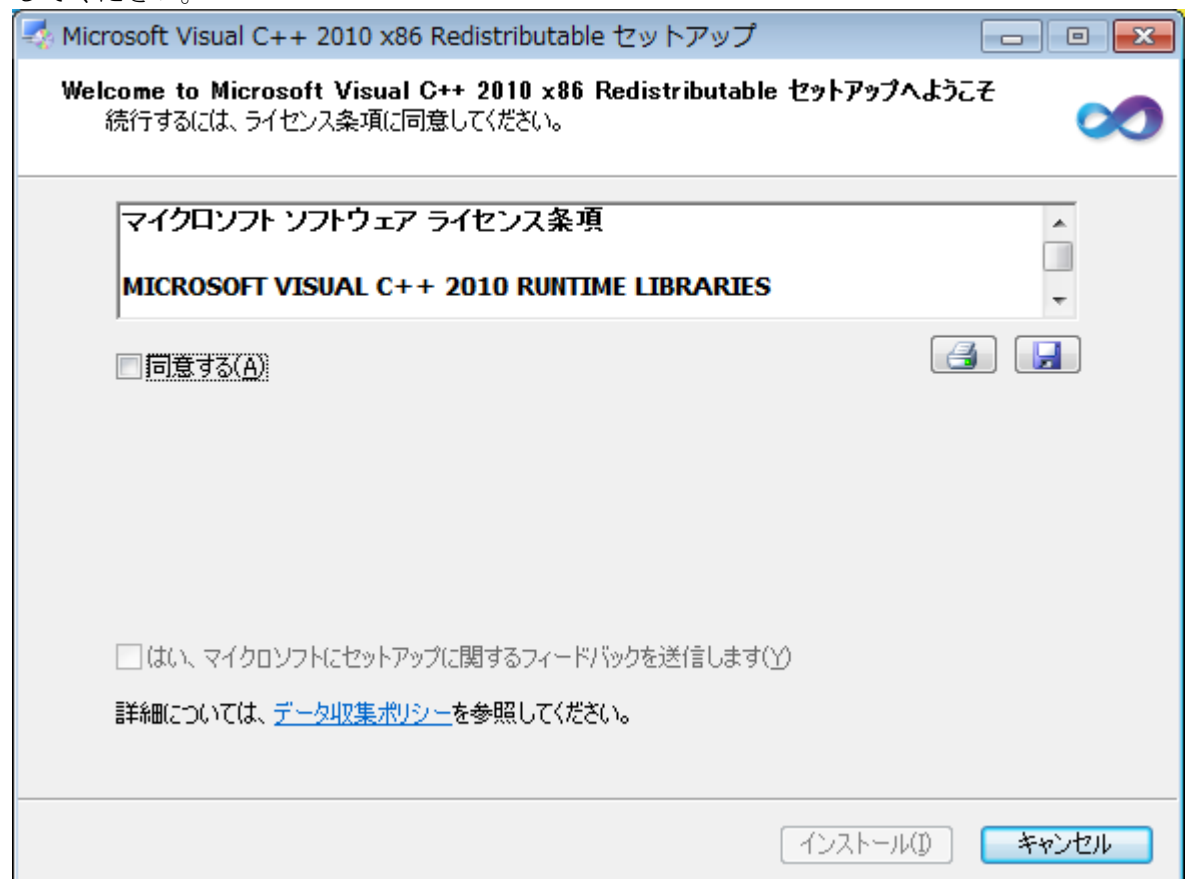 してください。
Microsoft Visual C++ 2010 x86 Redistributable セットアップ
Welcome to Microsoft Visual C++ 2010 x86 Redistributable セットアップへようこそ
続行するには、ライセンス条項に同意してください。
マイクロソフト ソフトウェア ライセンス条項
MICROSOFT VISUAL C++ 2010 RUNTIME LIBRARIES
同意する(A)
はい、マイクロソフトにセットアップに関するフィードバックを送信します(Y)
詳細については、データ収集ポリシーを参照してください。
インストール(I) キャンセル